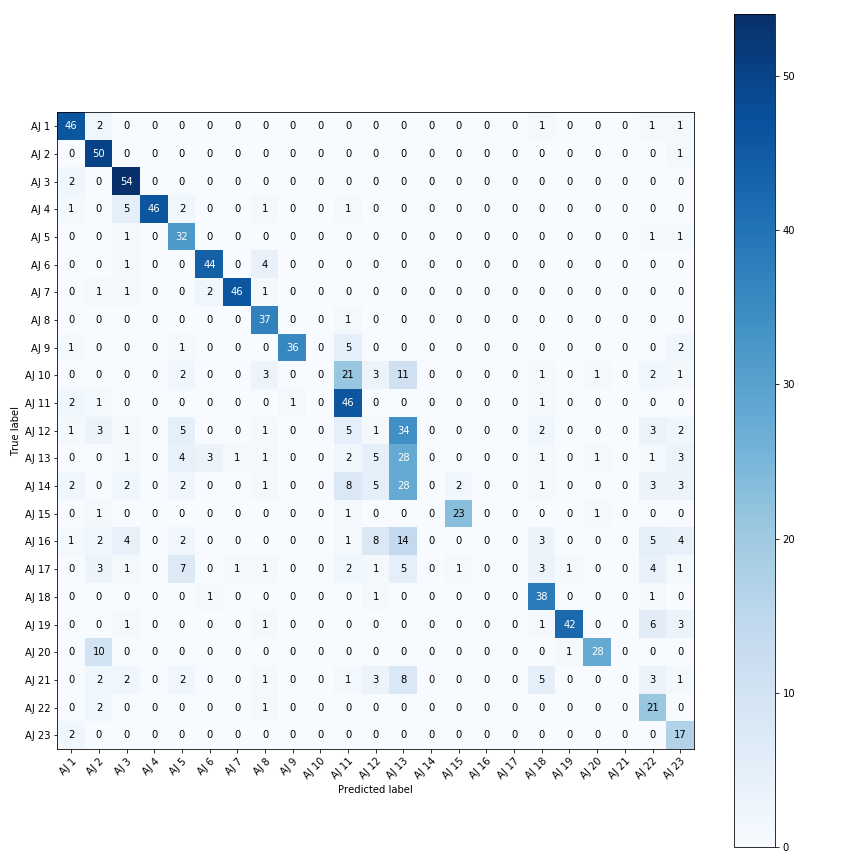 50
AJ 1 46 2 0 0 0 0 0 0 0 0 0 0 0 0 0 0 0 1 0 0 0 1 1
AJ 2 0 50 0 0 0 0 0 0 0 0 0 0 0 0 0 0 0 0 0 0 0 0 1
AJ 3 2 0 54 0 0 0 0 0 0 0 0 0 0 0 0 0 0 0 0 0 0 0 0
AJ 4 1 0 5 46 2 0 0 1 0 0 1 0 0 0 0 0 0 0 0 0 0 0 0
40
AJ 5 0 0 1 0 32 0 0 0 0 0 0 0 0 0 0 0 0 0 0 0 0 1 1
AJ 6 0 0 1 0 0 44 0 4 0 0 0 0 0 0 0 0 0 0 0 0 0 0 0
AJ 7 0 1 1 0 0 2 46 1 0 0 0 0 0 0 0 0 0 0 0 0 0 0 0
AJ 8 0 0 0 0 0 0 0 37 0 0 1 0 0 0 0 0 0 0 0 0 0 0 0
AJ 9 1 0 0 0 1 0 0 0 36 0 5 0 0 0 0 0 0 0 0 0 0 0 2
AJ 10 0 0 0 0 2 0 0 3 0 0 21 3 11 0 0 0 0 1 0 1 0 2 1
30
AJ 11 2 1 0 0 0 0 0 0 1 0 46 0 0 0 0 0 0 1 0 0 0 0 0
True label
AJ 12 1 3 1 0 5 0 0 1 0 0 5 1 34 0 0 0 0 2 0 0 0 3 2
AJ 13 0 0 1 0 4 3 1 1 0 0 2 5 28 0 0 0 0 1 0 1 0 1 3
AJ 14 2 0 2 0 2 0 0 1 0 0 8 5 28 0 2 0 0 1 0 0 0 3 3
AJ 15 0 1 0 0 0 0 0 0 0 0 1 0 0 0 23 0 0 0 0 1 0 0 0
20
AJ 16 1 2 4 0 2 0 0 0 0 0 1 8 14 0 0 0 0 3 0 0 0 5 4
AJ 17 0 3 1 0 7 0 1 1 0 0 2 1 5 0 1 0 0 3 1 0 0 4 1
AJ 18 0 0 0 0 0 1 0 0 0 0 0 1 0 0 0 0 0 38 0 0 0 1 0
AJ 19 0 0 1 0 0 0 0 1 0 0 0 0 0 0 0 0 0 1 42 0 0 6 3
AJ 20 0 10 0 0 0 0 0 0 0 0 0 0 0 0 0 0 0 0 1 28 0 0 0
AJ 21 0 2 2 0 2 0 0 1 0 0 1 3 8 0 0 0 0 5 0 0 0 3 1
10
AJ 22 0 2 0 0 0 0 0 1 0 0 0 0 0 0 0 0 0 0 0 0 0 21 0
AJ 23 2 0 0 0 0 0 0 0 0 0 0 0 0 0 0 0 0 0 0 0 0 0 17
AJ 1 AJ 2 AJ 3 AJ 4 AJ 5 AJ 6 AJ 7 AJ 8 AJ 9 AJ 10 AJ 11 AJ 12 AJ 13 AJ 14 AJ 15 AJ 16 AJ 17 AJ 18 AJ 19 AJ 20 AJ 21 AJ 22 AJ 23
Predicted label
0